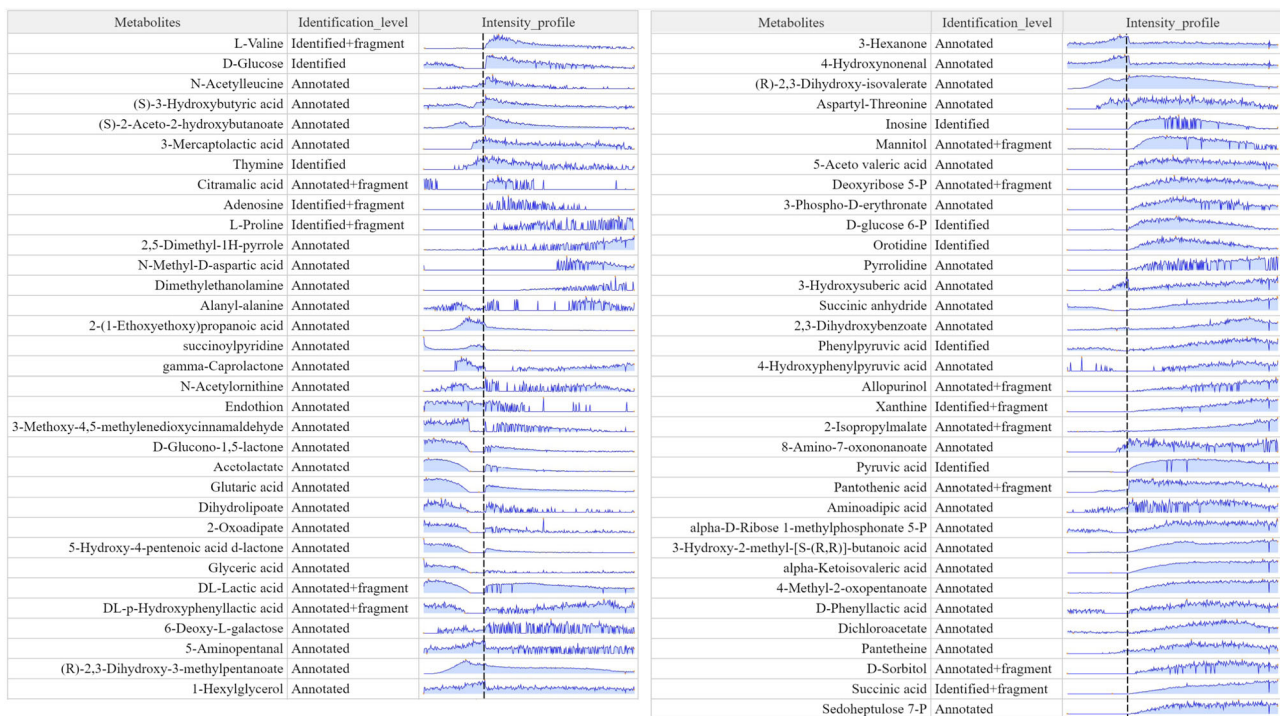 Metabolites Identification_level Intensity_profile
L-Valine Identified+fragment
D-Glucose Identified
N-Acetylleucine Annotated
(S)-3-Hydroxybutyric acid Annotated
(S)-2-Aceto-2-hydroxybutanoate Annotated
3-Mercaptolactic acid Annotated
Thymine Identified
Citramalic acid Annotated+fragment
Adenosine Identified+fragment
L-Proline Identified+fragment
2,5-Dimethyl-1H-pyrrole Annotated
N-Methyl-D-aspartic acid Annotated
Dimethylethanolamine Annotated
Alanyl-alanine Annotated
2-(1-Ethoxyethoxy)propanoic acid Annotated
succinoylpyridine Annotated
gamma-Caprolactone Annotated
N-Acetylornithine Annotated
Endothion Annotated
3-Methoxy-4,5-methylenedioxycinnamaldehyde Annotated
D-Glucono-1,5-lactone Annotated
Acetolactate Annotated
Glutaric acid Annotated
Dihydrolipoate Annotated
2-Oxoadipate Annotated
5-Hydroxy-4-pentenoic acid d-lactone Annotated
Glyceric acid Annotated
DL-Lactic acid Annotated+fragment
DL-p-Hydroxyphenyllactic acid Annotated+fragment
6-Deoxy-L-galactose Annotated
5-Aminopentanal Annotated
(R)-2,3-Dihydroxy-3-methylpentanoate Annotated
1-Hexylglycerol Annotated
Metabolites Identification_level Intensity_profile
3-Hexanone Annotated
4-Hydroxynonenal Annotated
(R)-2,3-Dihydroxy-isovalerate Annotated
Aspartyl-Threonine Annotated
Inosine Identified
Mannitol Annotated+fragment
5-Aceto valeric acid Annotated
Deoxyribose 5-P Annotated+fragment
3-Phospho-D-erythronate Annotated
D-glucose 6-P Identified
Orotidine Identified
Pyrrolidine Annotated
3-Hydroxysuberic acid Annotated
Succinic anhydride Annotated
2,3-Dihydroxybenzoate Annotated
Phenylpyruvic acid Identified
4-Hydroxyphenylpyruvic acid Annotated
Allopurinol Annotated+fragment
Xanthine Identified+fragment
2-Isopropylmalate Annotated+fragment
8-Amino-7-oxononanoate Annotated
Pyruvic acid Identified
Pantothenic acid Annotated+fragment
Aminoadipic acid Annotated
alpha-D-Ribose 1-methylphosphonate 5-P Annotated
3-Hydroxy-2-methyl-[S-(R,R)]-butanoic acid Annotated
alpha-Ketoisovaleric acid Annotated
4-Methyl-2-oxopentanoate Annotated
D-Phenyllactic acid Annotated
Dichloroacetate Annotated
Pantetheine Annotated
D-Sorbitol Annotated+fragment
Succinic acid Identified+fragment
Sedoheptulose 7-P Annotated